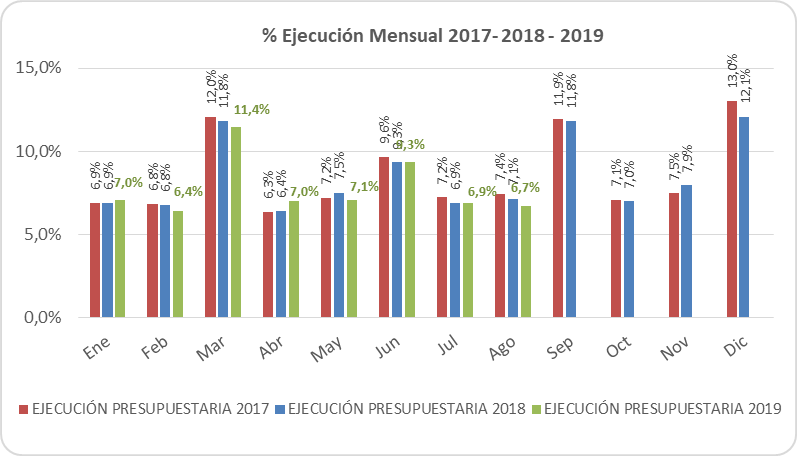 % Ejecución Mensual 2017- 2018 - 2019
15,0%
10,0%
5,0%
0,0%
6,9%
6,9%
7,0%
6,8%
6,8%
6,4%
12,0%
11,8%
11,4%
6,3%
6,4%
7,0%
7,2%
7,5%
7,1%
9,6%
9,3%
9,3%
7,2%
6,9%
6,9%
7,4%
7,1%
6,7%
11,9%
11,8%
7,1%
7,0%
7,5%
7,9%
13,0%
12,1%
Ene
Feb
Mar
Abr
May
Jun
Jul
Ago
Sep
Oct
Nov
Dic
EJECUCIÓN PRESUPUESTARIA 2017
EJECUCIÓN PRESUPUESTARIA 2018
EJECUCIÓN PRESUPUESTARIA 2019